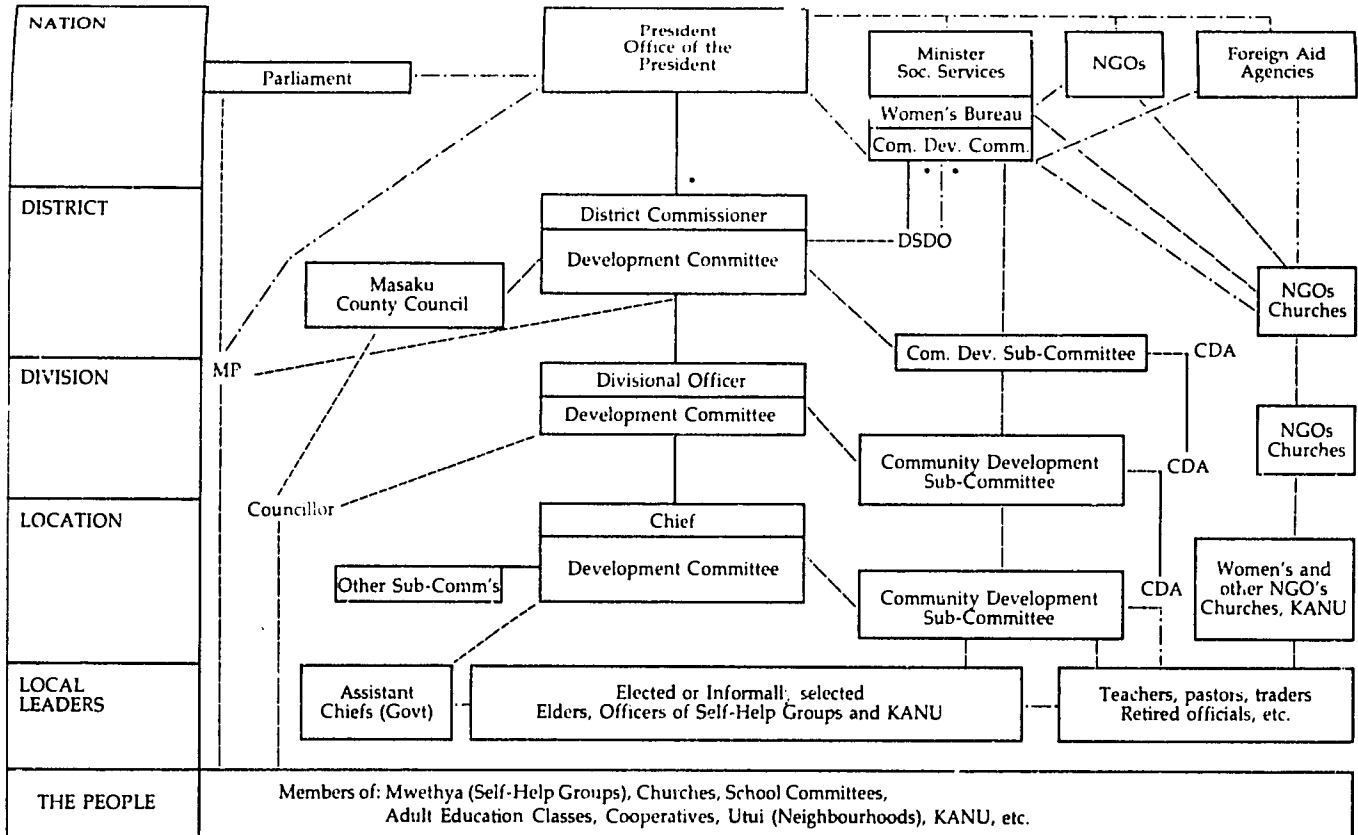 NATION
President
Office of the
President
Parliament
Minister
Soc. Services
NGOs
Foreign Aid
Agencies
Women's Bureau
Com. Dev. Comm.
DISTRICT
District Commissioner
Development Committee
DSDO
Masaku
County Council
NGOs
Churches
Com. Dev. Sub-Committee
CDA
DIVISION
MP
Divisional Officer
Development Committee
NGOs
Churches
Community Development
Sub-Committee
CDA
LOCATION
Councillor
Chief
Development Committee
Other Sub-Comm's
Community Development
Sub-Committee
CDA
Women's and
other NGO's
Churches, KANU
LOCAL
LEADERS
Assistant
Chiefs (Govt)
Elected or Informall, selected
Elders, Officers of Self-Help Groups and KANU
Teachers, pastors, traders
Retired officials, etc.
THE PEOPLE
Members of: Mwethya (Self-Help Groups), Churches, School Committees,
Adult Education Classes, Cooperatives, Utui (Neighbourhoods), KANU, etc.